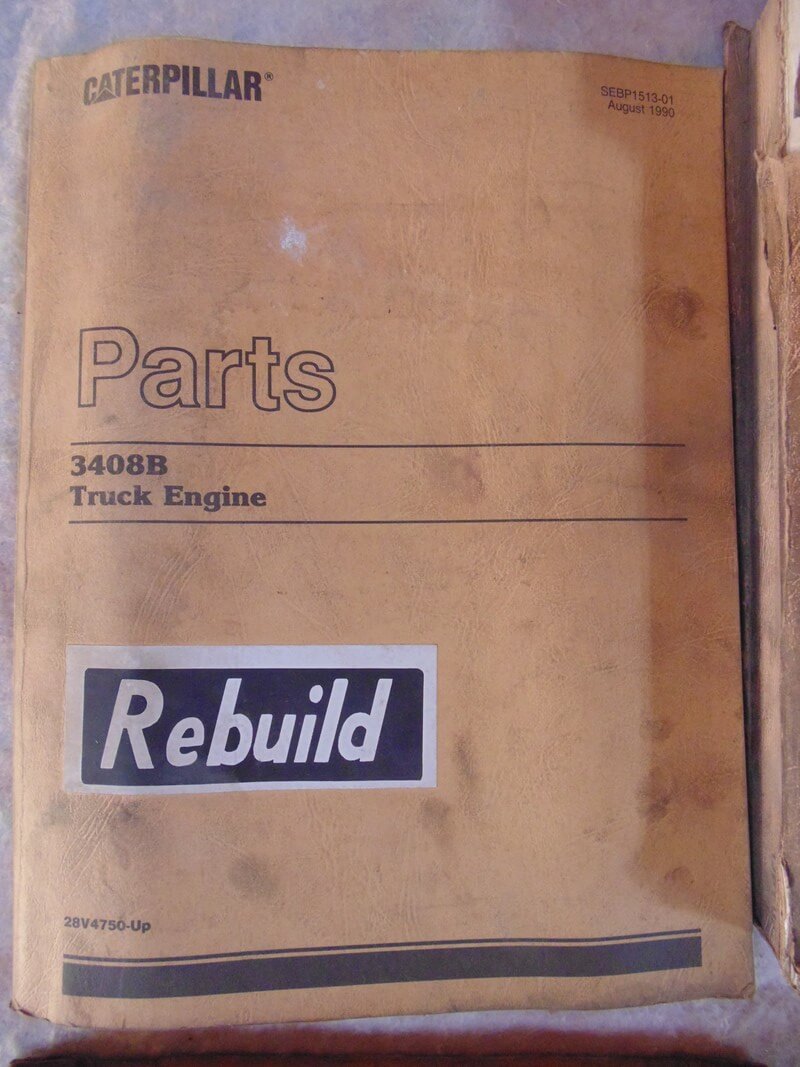 CATERPILLAR®
SEBP1513-01
August 1990
Parts
3408B
Truck Engine
Rebuild
28V4750-Up